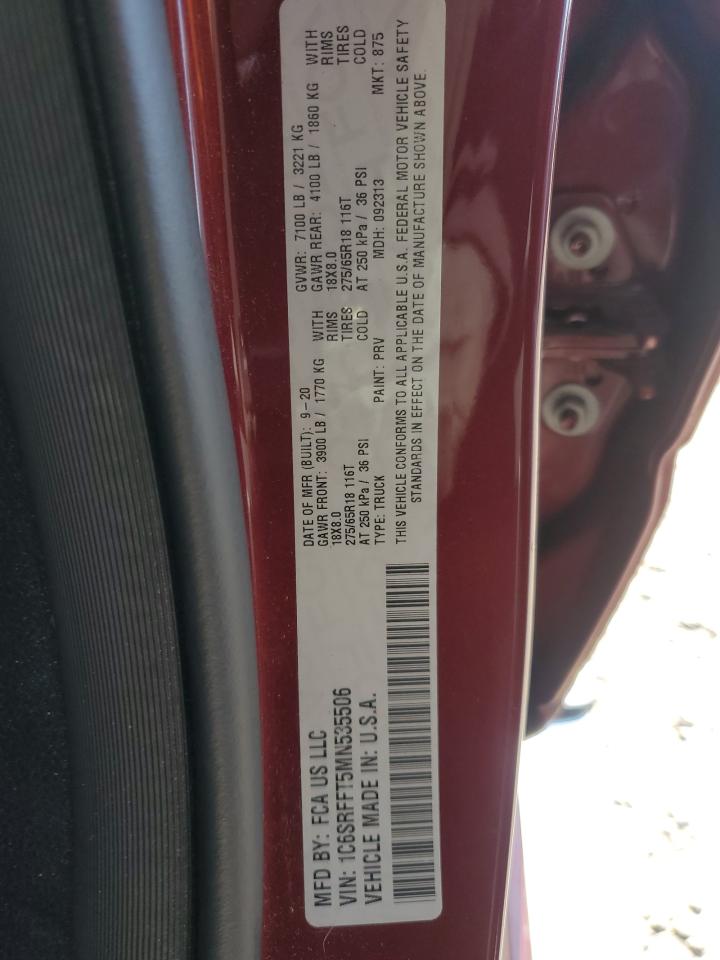 MFD BY: FCA US LLC
VIN: 1C6SRFFT5MN535506
VEHICLE MADE IN: U.S.A.
DATE OF MFR (BUILT): 9-20 GVWR: 7100 LB / 3221 KG
GAWR FRONT: 3900 LB / 1770 KG WITH GAWR REAR: 4100 LB / 1860 KG WITH
18X8.0 RIMS 18X8.0 RIMS
275/65R18 116T TIRES 275/65R18 116T TIRES
AT 250 kPa / 36 PSI COLD AT 250 kPa / 36 PSI COLD
TYPE: TRUCK PAINT: PRV MDH: 092313 MKT: 875
THIS VEHICLE CONFORMS TO ALL APPLICABLE U.S.A. FEDERAL MOTOR VEHICLE SAFETY
STANDARDS IN EFFECT ON THE DATE OF MANUFACTURE SHOWN ABOVE.